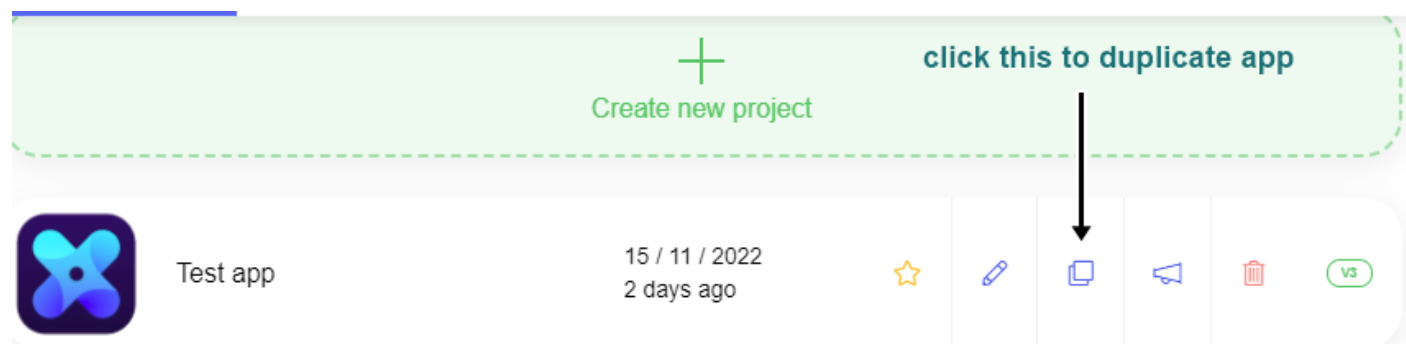 click this to duplicate app
Create new project
Test app
15 / 11 / 2022
2 days ago
V3